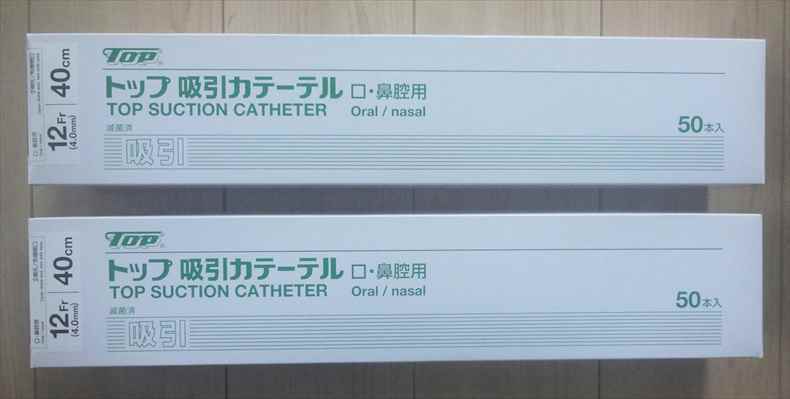 Top
トップ 吸引カテーテル 口・鼻腔用
TOP SUCTION CATHETER Oral / nasal
滅菌済
50本入
吸引
12Fr
(4.0mm)
40cm
Top
トップ 吸引カテーテル 口・鼻腔用
TOP SUCTION CATHETER Oral / nasal
滅菌済
50本入
吸引
12Fr
(4.0mm)
40cm